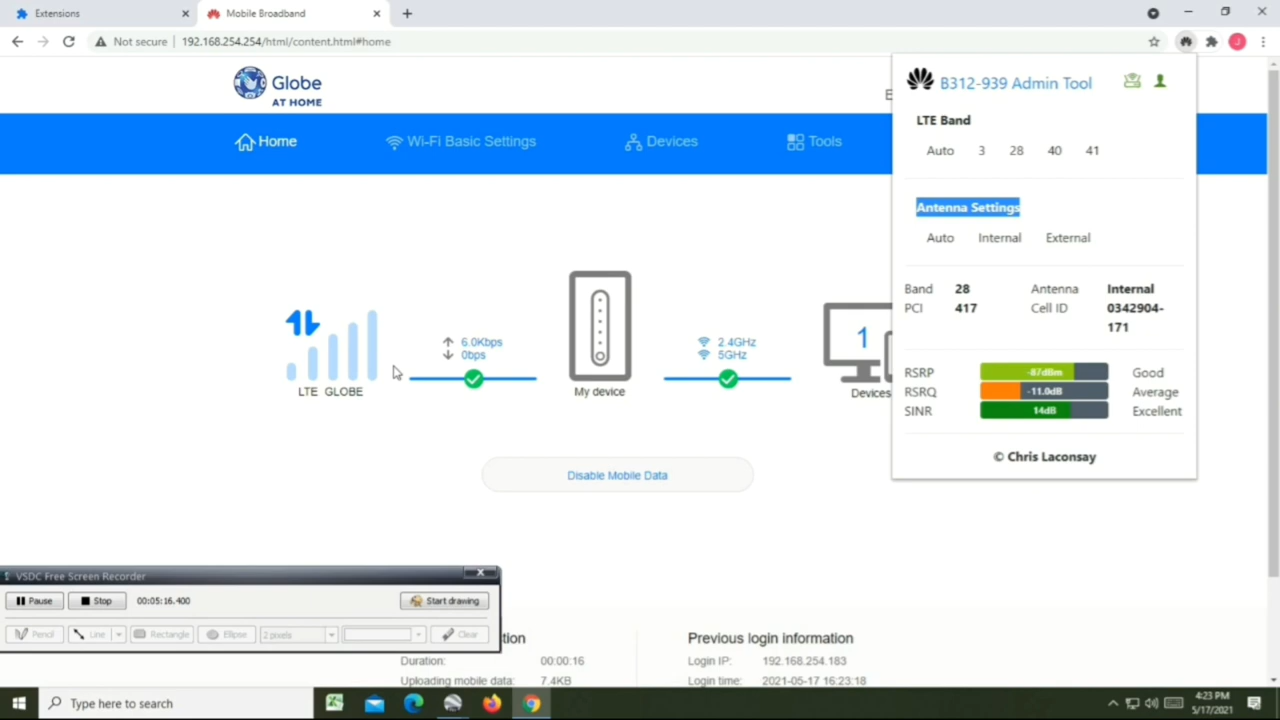 Extensions
Mobile Broadband
Not secure
192.168.254.254/html/content.html#home
J
Globe
AT HOME
E
Home
Wi-Fi Basic Settings
Devices
Tools
B312-939 Admin Tool
LTE Band
Auto 3 28 40 41
Antenna Settings
Auto Internal External
Band 28 Antenna Internal
PCI 417 Cell ID 0342904-
171
RSRP -87dBm Good
RSRQ -11.0dB Average
SINR 14dB Excellent
© Chris Laconsay
6.0Kbps
0bps
2.4GHz
5GHz
1
LTE GLOBE
My device
Devices
Disable Mobile Data
VSDC Free Screen Recorder
Pause Stop 00:05:16.400 Start drawing
Pencil Line Rectangle Ellipse 2 pixels Clear
tion
Previous login information
Duration: 00:00:16
Login IP: 192.168.254.183
Uploading mobile data: 7.4KB
Login time: 2021-05-17 16:23:18
Type here to search
4:23 PM
5/17/2021